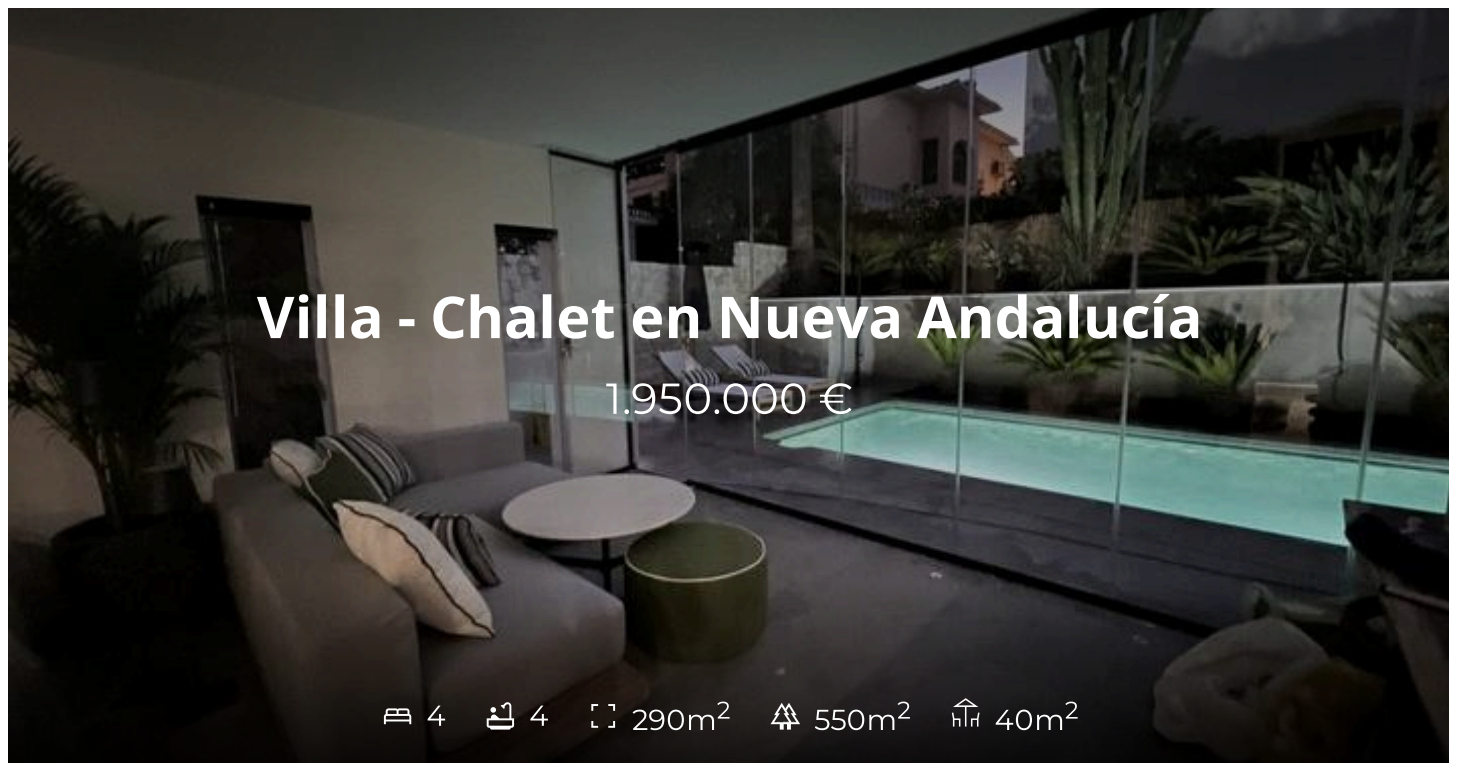 Villa - Chalet en Nueva Andalucía
1.950.000 €
4 4 290m² 550m² 40m²